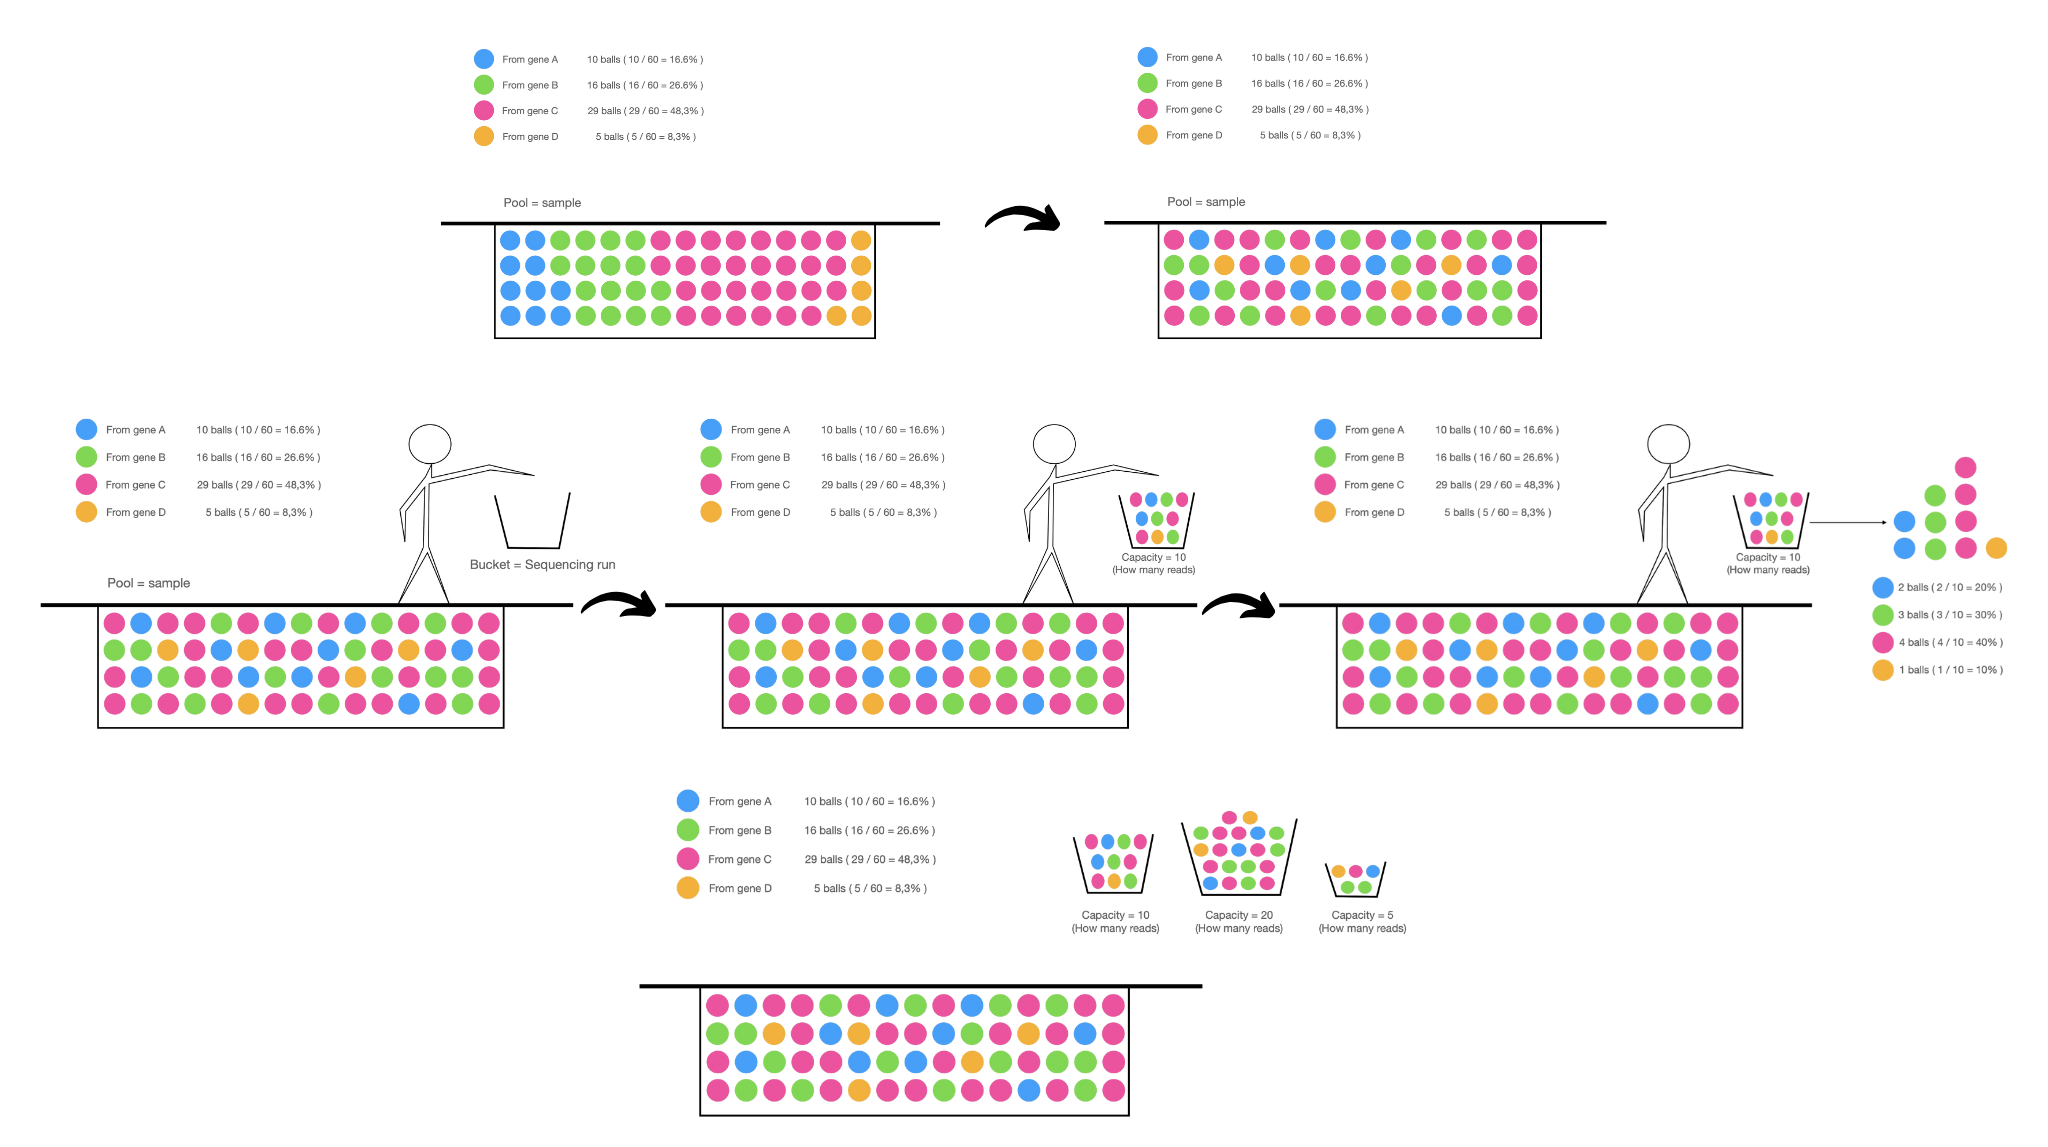 From gene A 10 balls ( 10 / 60 = 16.6% )
From gene B 16 balls ( 16 / 60 = 26.6% )
From gene C 29 balls ( 29 / 60 = 48,3% )
From gene D 5 balls ( 5 / 60 = 8,3% )
Pool = sample
From gene A 10 balls ( 10 / 60 = 16.6% )
From gene B 16 balls ( 16 / 60 = 26.6% )
From gene C 29 balls ( 29 / 60 = 48,3% )
From gene D 5 balls ( 5 / 60 = 8,3% )
Pool = sample
From gene A 10 balls ( 10 / 60 = 16.6% )
From gene B 16 balls ( 16 / 60 = 26.6% )
From gene C 29 balls ( 29 / 60 = 48,3% )
From gene D 5 balls ( 5 / 60 = 8,3% )
Bucket = Sequencing run
Pool = sample
From gene A 10 balls ( 10 / 60 = 16.6% )
From gene B 16 balls ( 16 / 60 = 26.6% )
From gene C 29 balls ( 29 / 60 = 48,3% )
From gene D 5 balls ( 5 / 60 = 8,3% )
Capacity = 10
(How many reads)
From gene A 10 balls ( 10 / 60 = 16.6% )
From gene B 16 balls ( 16 / 60 = 26.6% )
From gene C 29 balls ( 29 / 60 = 48,3% )
From gene D 5 balls ( 5 / 60 = 8,3% )
Capacity = 10
(How many reads)
2 balls ( 2 / 10 = 20% )
3 balls ( 3 / 10 = 30% )
4 balls ( 4 / 10 = 40% )
1 balls ( 1 / 10 = 10% )
From gene A 10 balls ( 10 / 60 = 16.6% )
From gene B 16 balls ( 16 / 60 = 26.6% )
From gene C 29 balls ( 29 / 60 = 48,3% )
From gene D 5 balls ( 5 / 60 = 8,3% )
Capacity = 10
(How many reads)
Capacity = 20
(How many reads)
Capacity = 5
(How many reads)